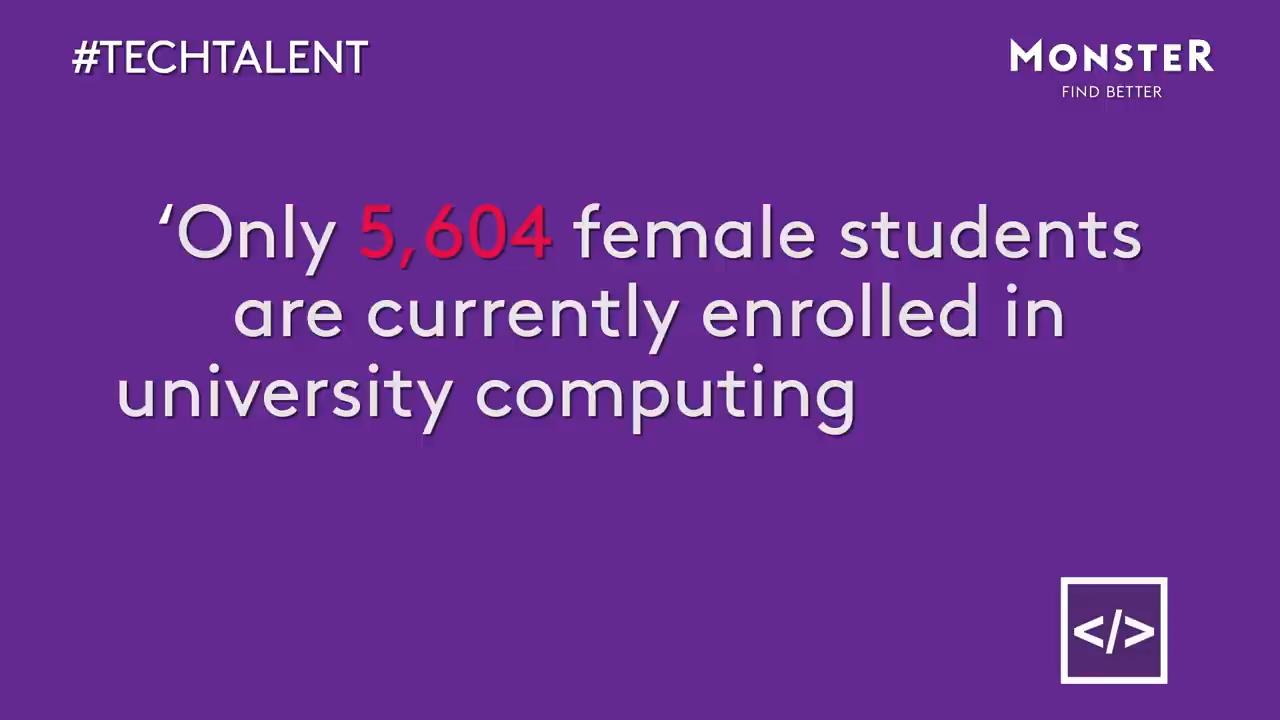 #TECHTALENT
MONSTER
FIND BETTER
‘Only 5,604 female students
are currently enrolled in
university computing
</>